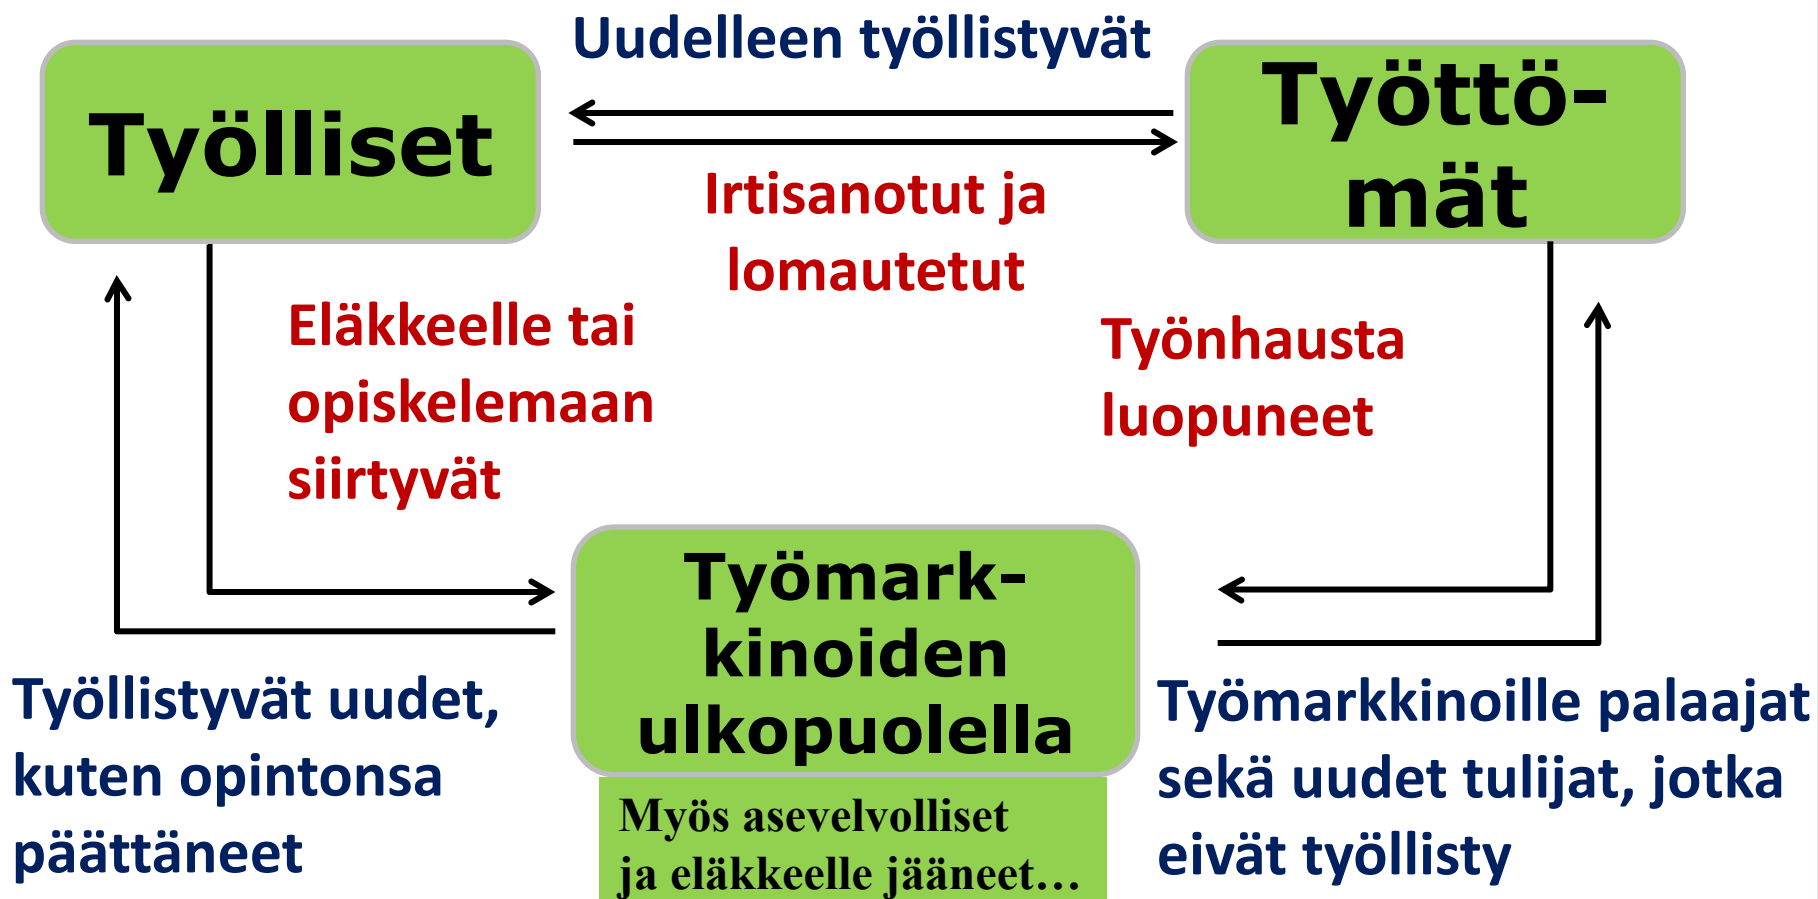 Uudelleen työllistyvät
Työlliset
Työttö-
mät
Irtisanotut ja
lomautetut
Eläkkeelle tai
opiskelemaan
siirtyvät
Työnhausta
luopuneet
Työmark-
kinoiden
ulkopuolella
Myös asevelvolliset
ja eläkkeelle jääneet…
Työllistyvät uudet,
kuten opintonsa
päättäneet
Työmarkkinoille palaajat
sekä uudet tulijat, jotka
eivät työllisty